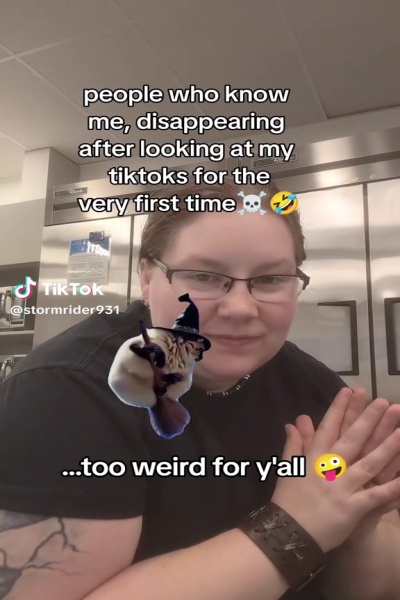 people who know
me, disappearing
after looking at my
tiktoks for the
very first time☠️🤣
TikTok
@stormrider931
...too weird for y'all 🤪